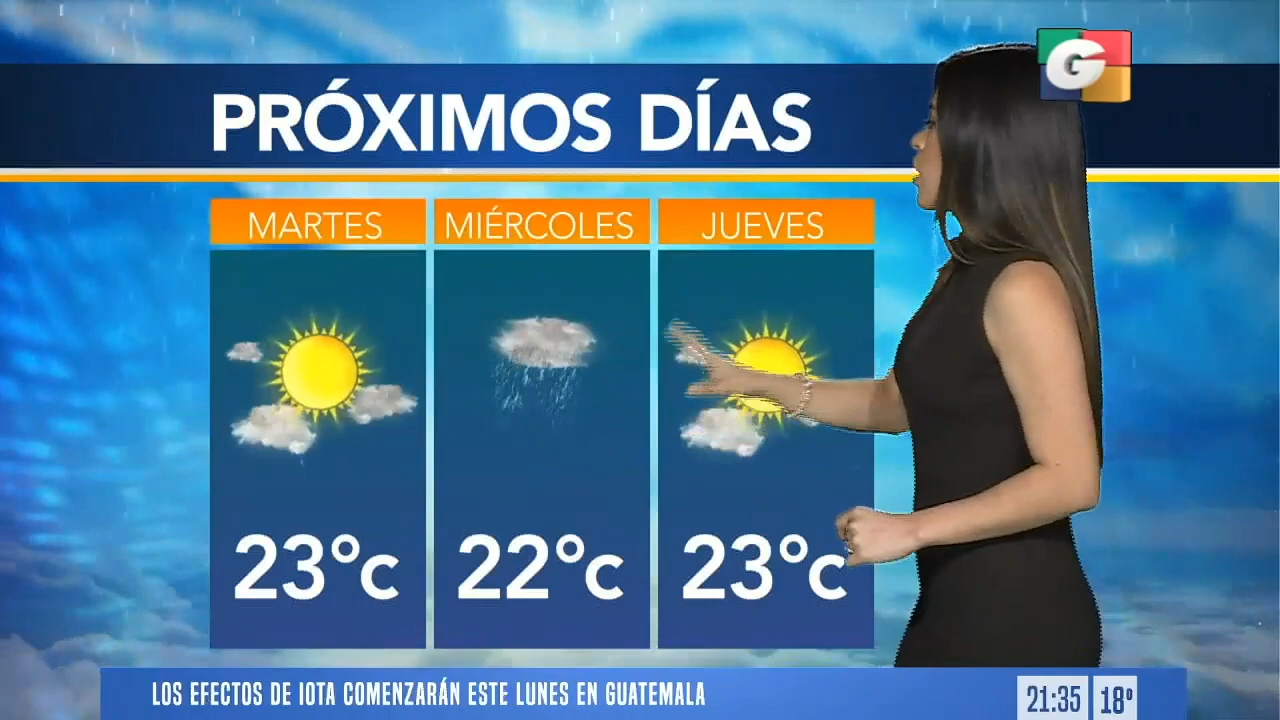 G
PRÓXIMOS DÍAS
MARTES
MIÉRCOLES
JUEVES
23°c
22°c
23°c
LOS EFECTOS DE IOTA COMENZARÁN ESTE LUNES EN GUATEMALA
21:35
18°